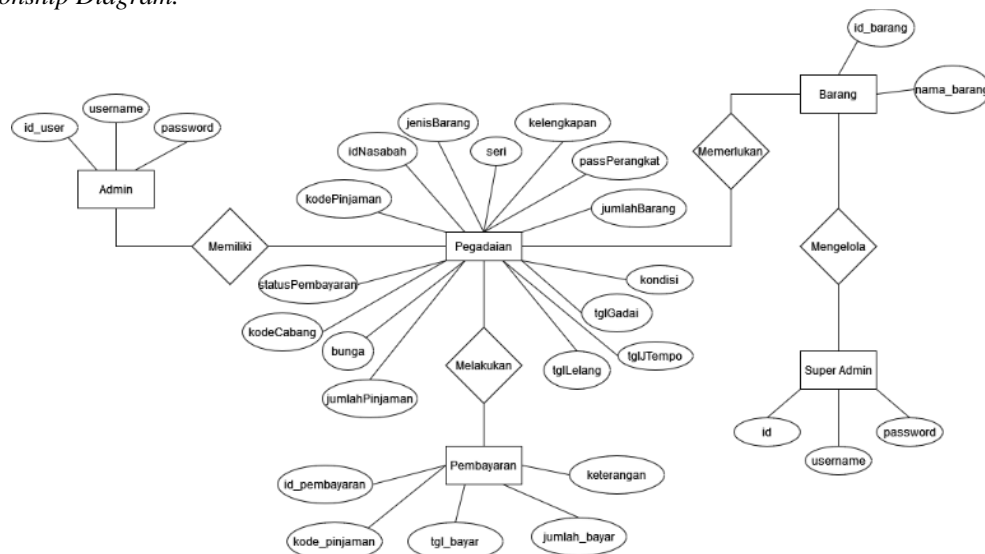 onship Diagram.
id_barang
Barang
nama_barang
username
id_user
password
Admin
jenisBarang
kelengkapan
idNasabah
seri
passPerangkat
kodePinjaman
jumlahBarang
Memerlukan
Memiliki
Pegadaian
Mengelola
statusPembayaran
kondisi
tglGadai
kodeCabang
bunga
tglJTempo
tglLelang
jumlahPinjaman
Melakukan
Super Admin
id
password
username
Pembayaran
keterangan
id_pembayaran
kode_pinjaman
tgl_bayar
jumlah_bayar